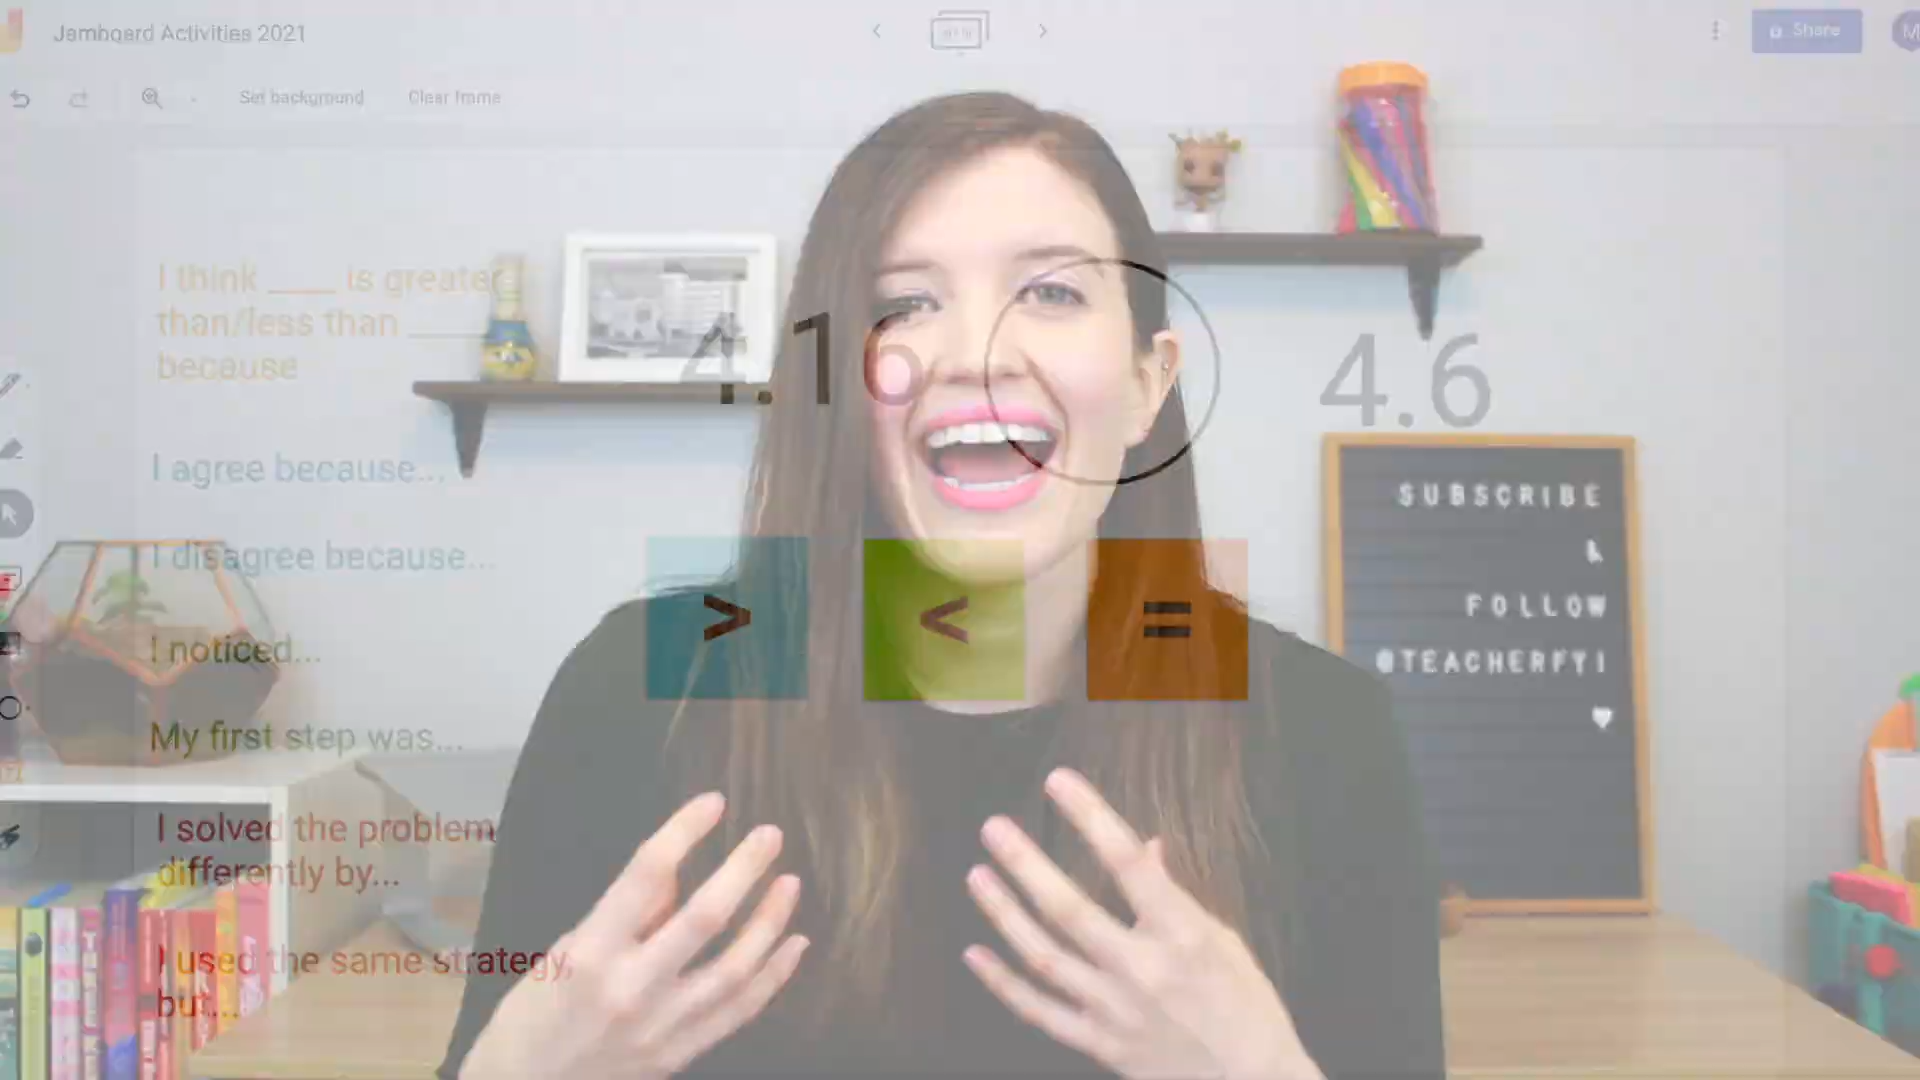 Jamboard Activities 2021
Share
Set background
Clear frame
I think ____ is greater
than/less than ____
because
4.16
4.6
I agree because...
I disagree because...
>
<
=
I noticed...
My first step was...
I solved the problem
differently by...
I used the same strategy,
but...
SUBSCRIBE
&
FOLLOW
@TEACHERFYI